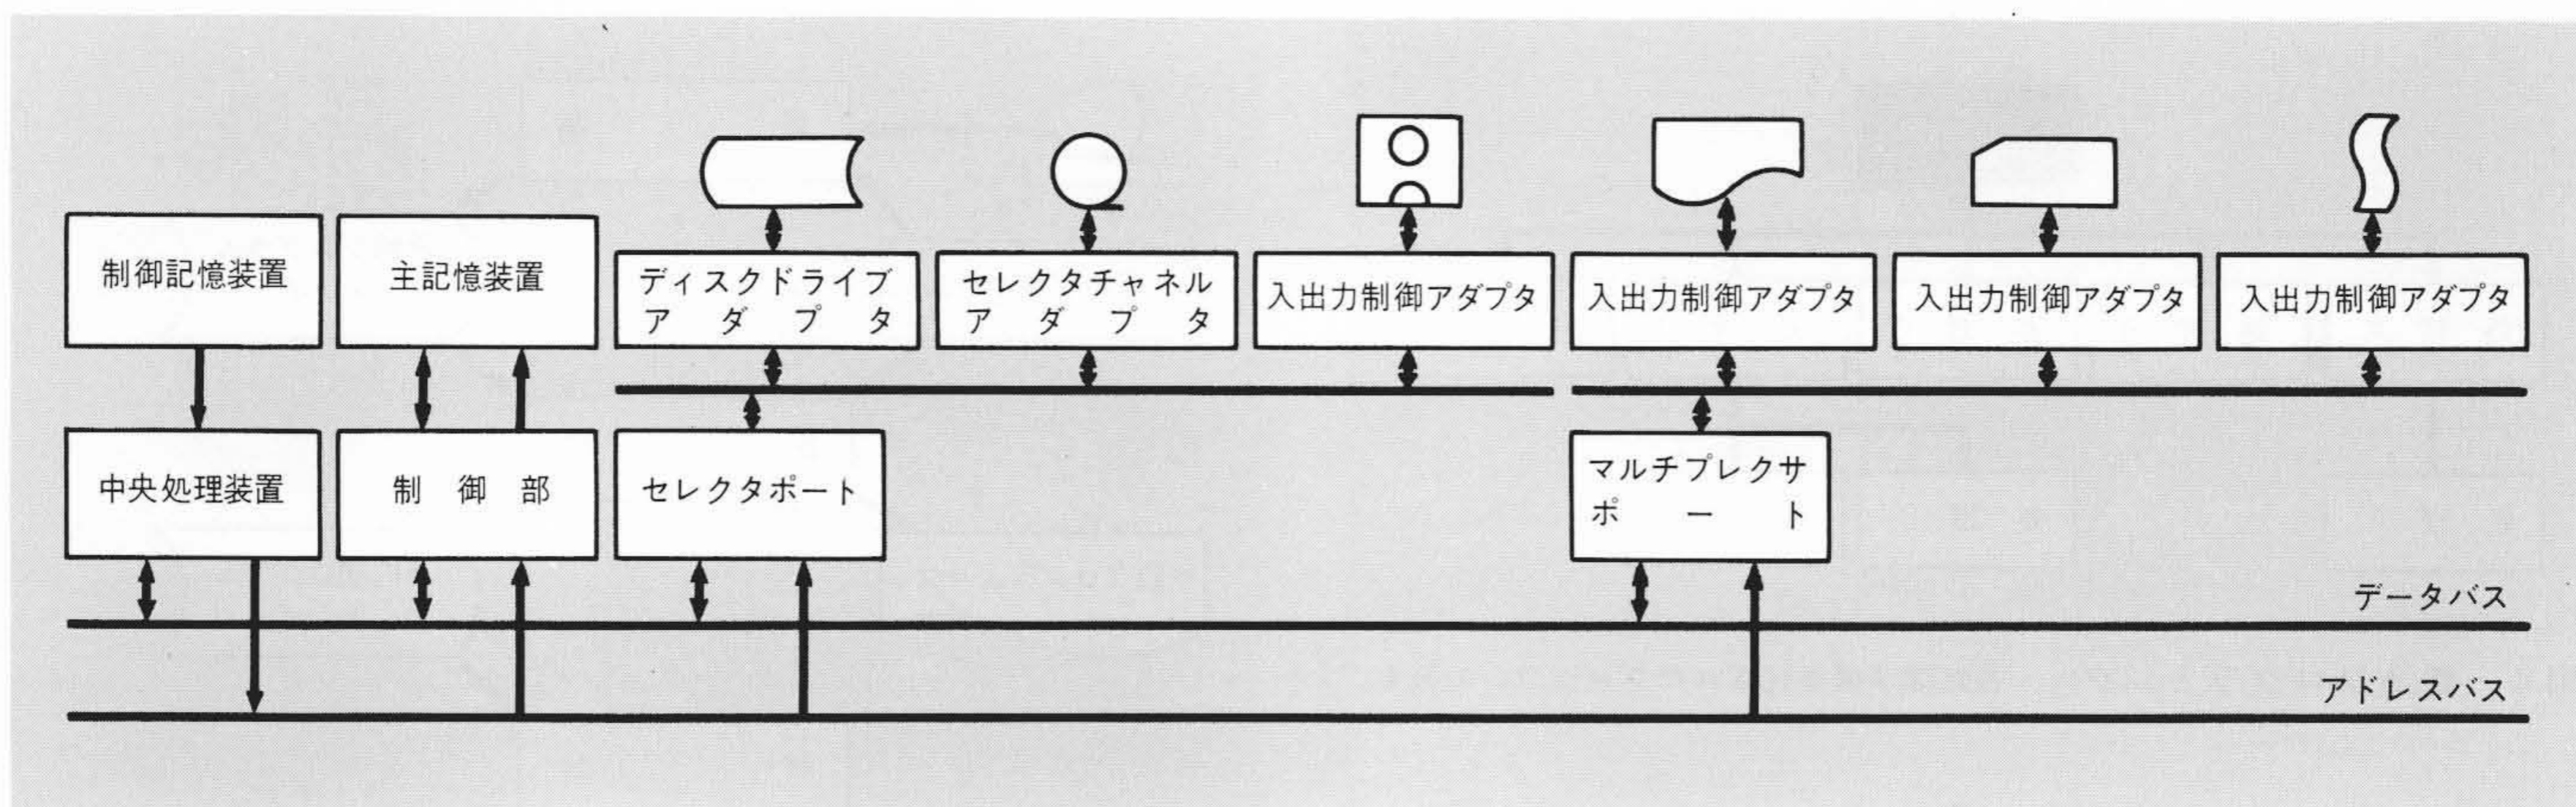 制御記憶装置
主記憶装置
ディスクドライブ
アダプタ
セレクタチャネル
アダプタ
入出力制御アダプタ
入出力制御アダプタ
入出力制御アダプタ
入出力制御アダプタ
中央処理装置
制御部
セレクタポート
マルチプレクサ
ポート
データバス
アドレスバス